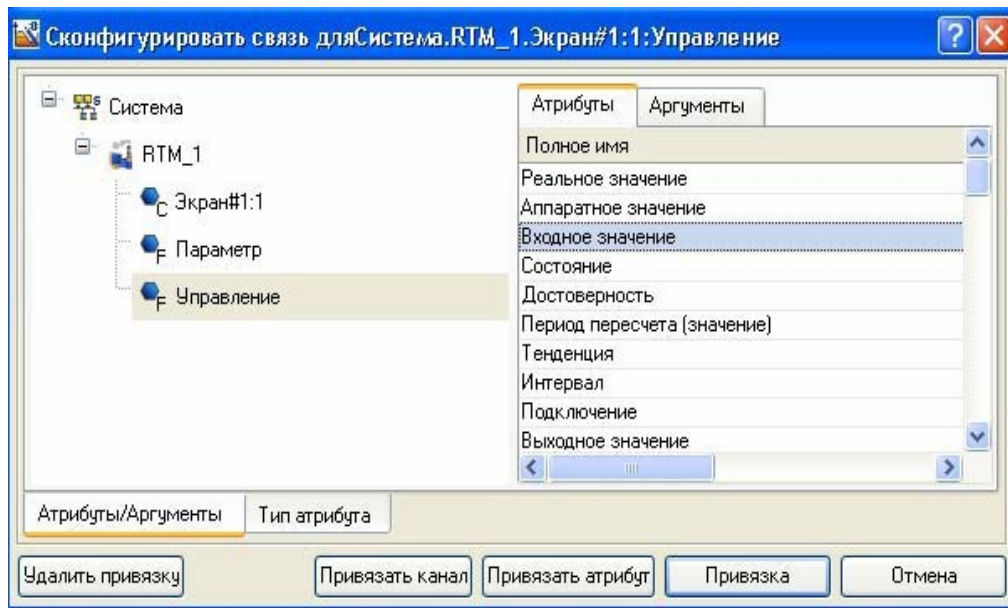 Сконфигурировать связь дляСистема.RTM_1.Экран#1:1:Управление
Система
RTM_1
Экран#1:1
Параметр
Управление
Атрибуты Аргументы
Полное имя
Реальное значение
Аппаратное значение
Входное значение
Состояние
Достоверность
Период пересчета (значение)
Тенденция
Интервал
Подключение
Выходное значение
Атрибуты/Аргументы Тип атрибута
Удалить привязку Привязать канал Привязать атрибут Привязка Отмена